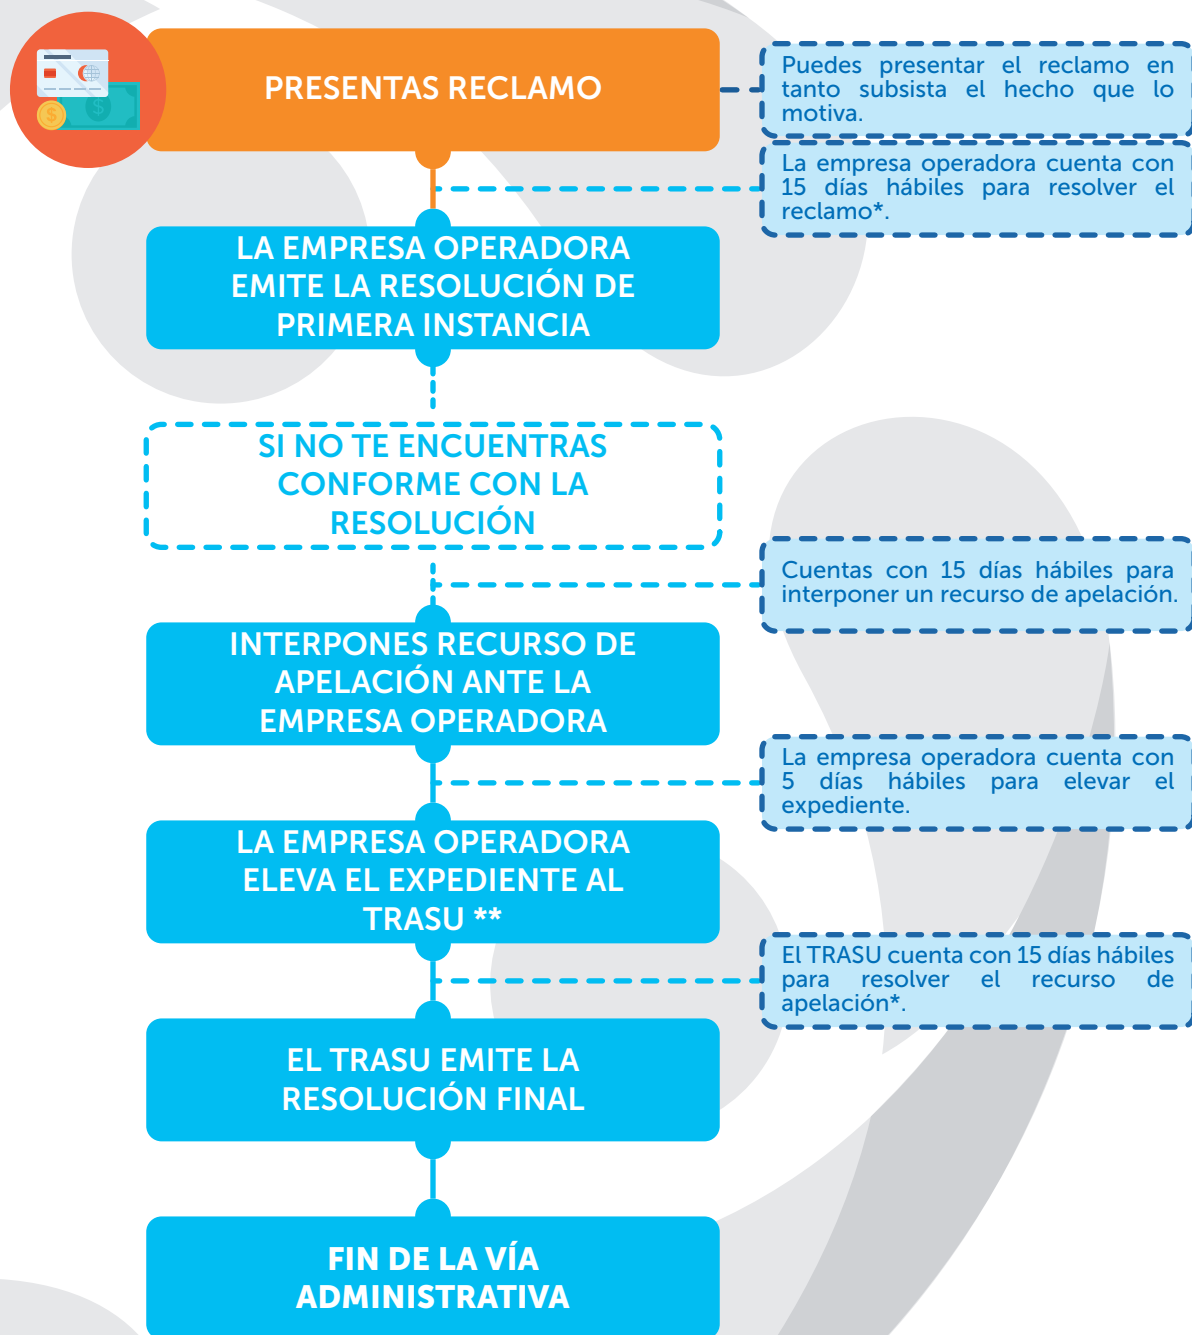 PRESENTAS RECLAMO
Puedes presentar el reclamo en
tanto subsista el hecho que lo
motiva.
La empresa operadora cuenta con
15 días hábiles para resolver el
reclamo*.
LA EMPRESA OPERADORA
EMITE LA RESOLUCIÓN DE
PRIMERA INSTANCIA
SI NO TE ENCUENTRAS
CONFORME CON LA
RESOLUCIÓN
Cuentas con 15 días hábiles para
interponer un recurso de apelación.
INTERPONES RECURSO DE
APELACIÓN ANTE LA
EMPRESA OPERADORA
La empresa operadora cuenta con
5 días hábiles para elevar el
expediente.
LA EMPRESA OPERADORA
ELEVA EL EXPEDIENTE AL
TRASU **
El TRASU cuenta con 15 días hábiles
para resolver el recurso de
apelación*.
EL TRASU EMITE LA
RESOLUCIÓN FINAL
FIN DE LA VÍA
ADMINISTRATIVA